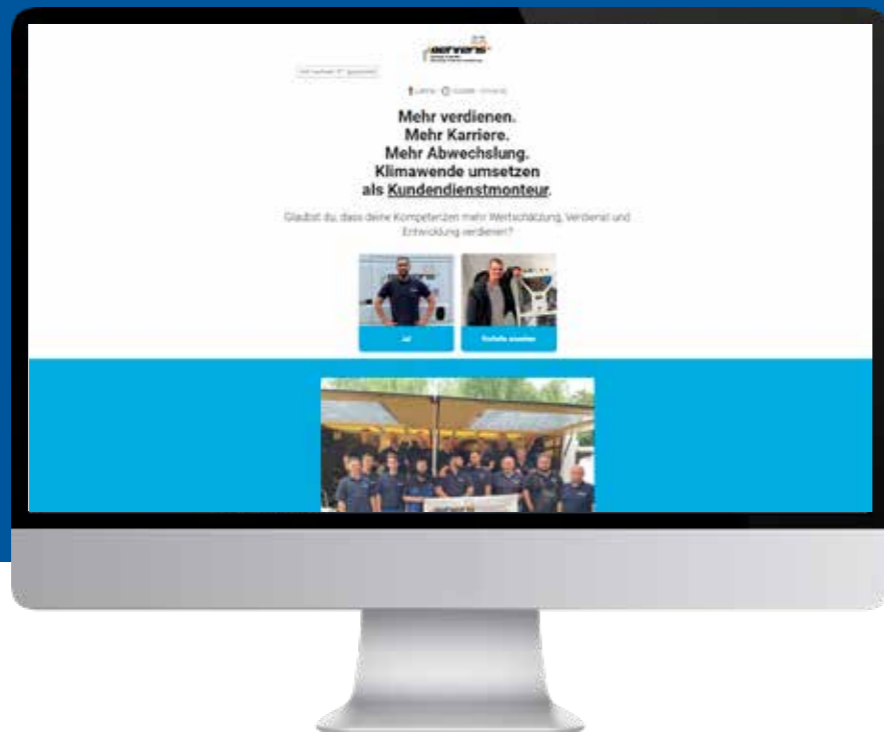 Mehr verdienen.
Mehr Karriere.
Mehr Abwechslung.
Klimawende umsetzen
als Kundendienstmonteur.
Glaubst du, dass deine Kompetenzen mehr Wertschätzung, Verdienst und
Entwicklung verdienen?
Ja!